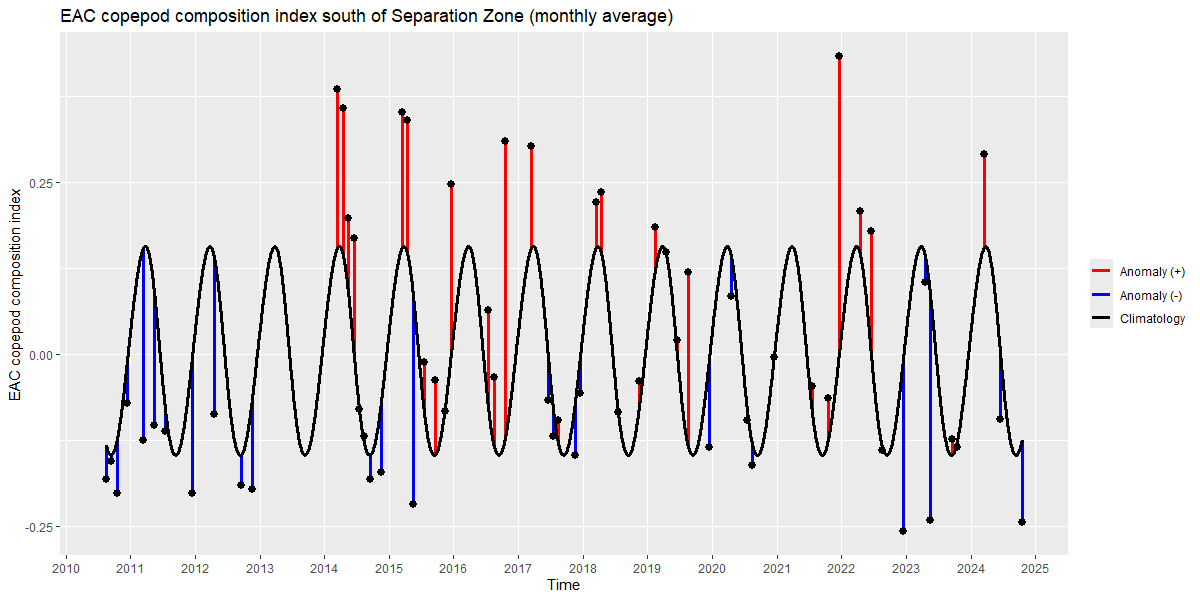 EAC copepod composition index south of Separation Zone (monthly average)
EAC copepod composition index
0.25
0.00
-0.25
2010 2011 2012 2013 2014 2015 2016 2017 2018 2019 2020 2021 2022 2023 2024 2025
Time
Anomaly (+)
Anomaly (-)
Climatology